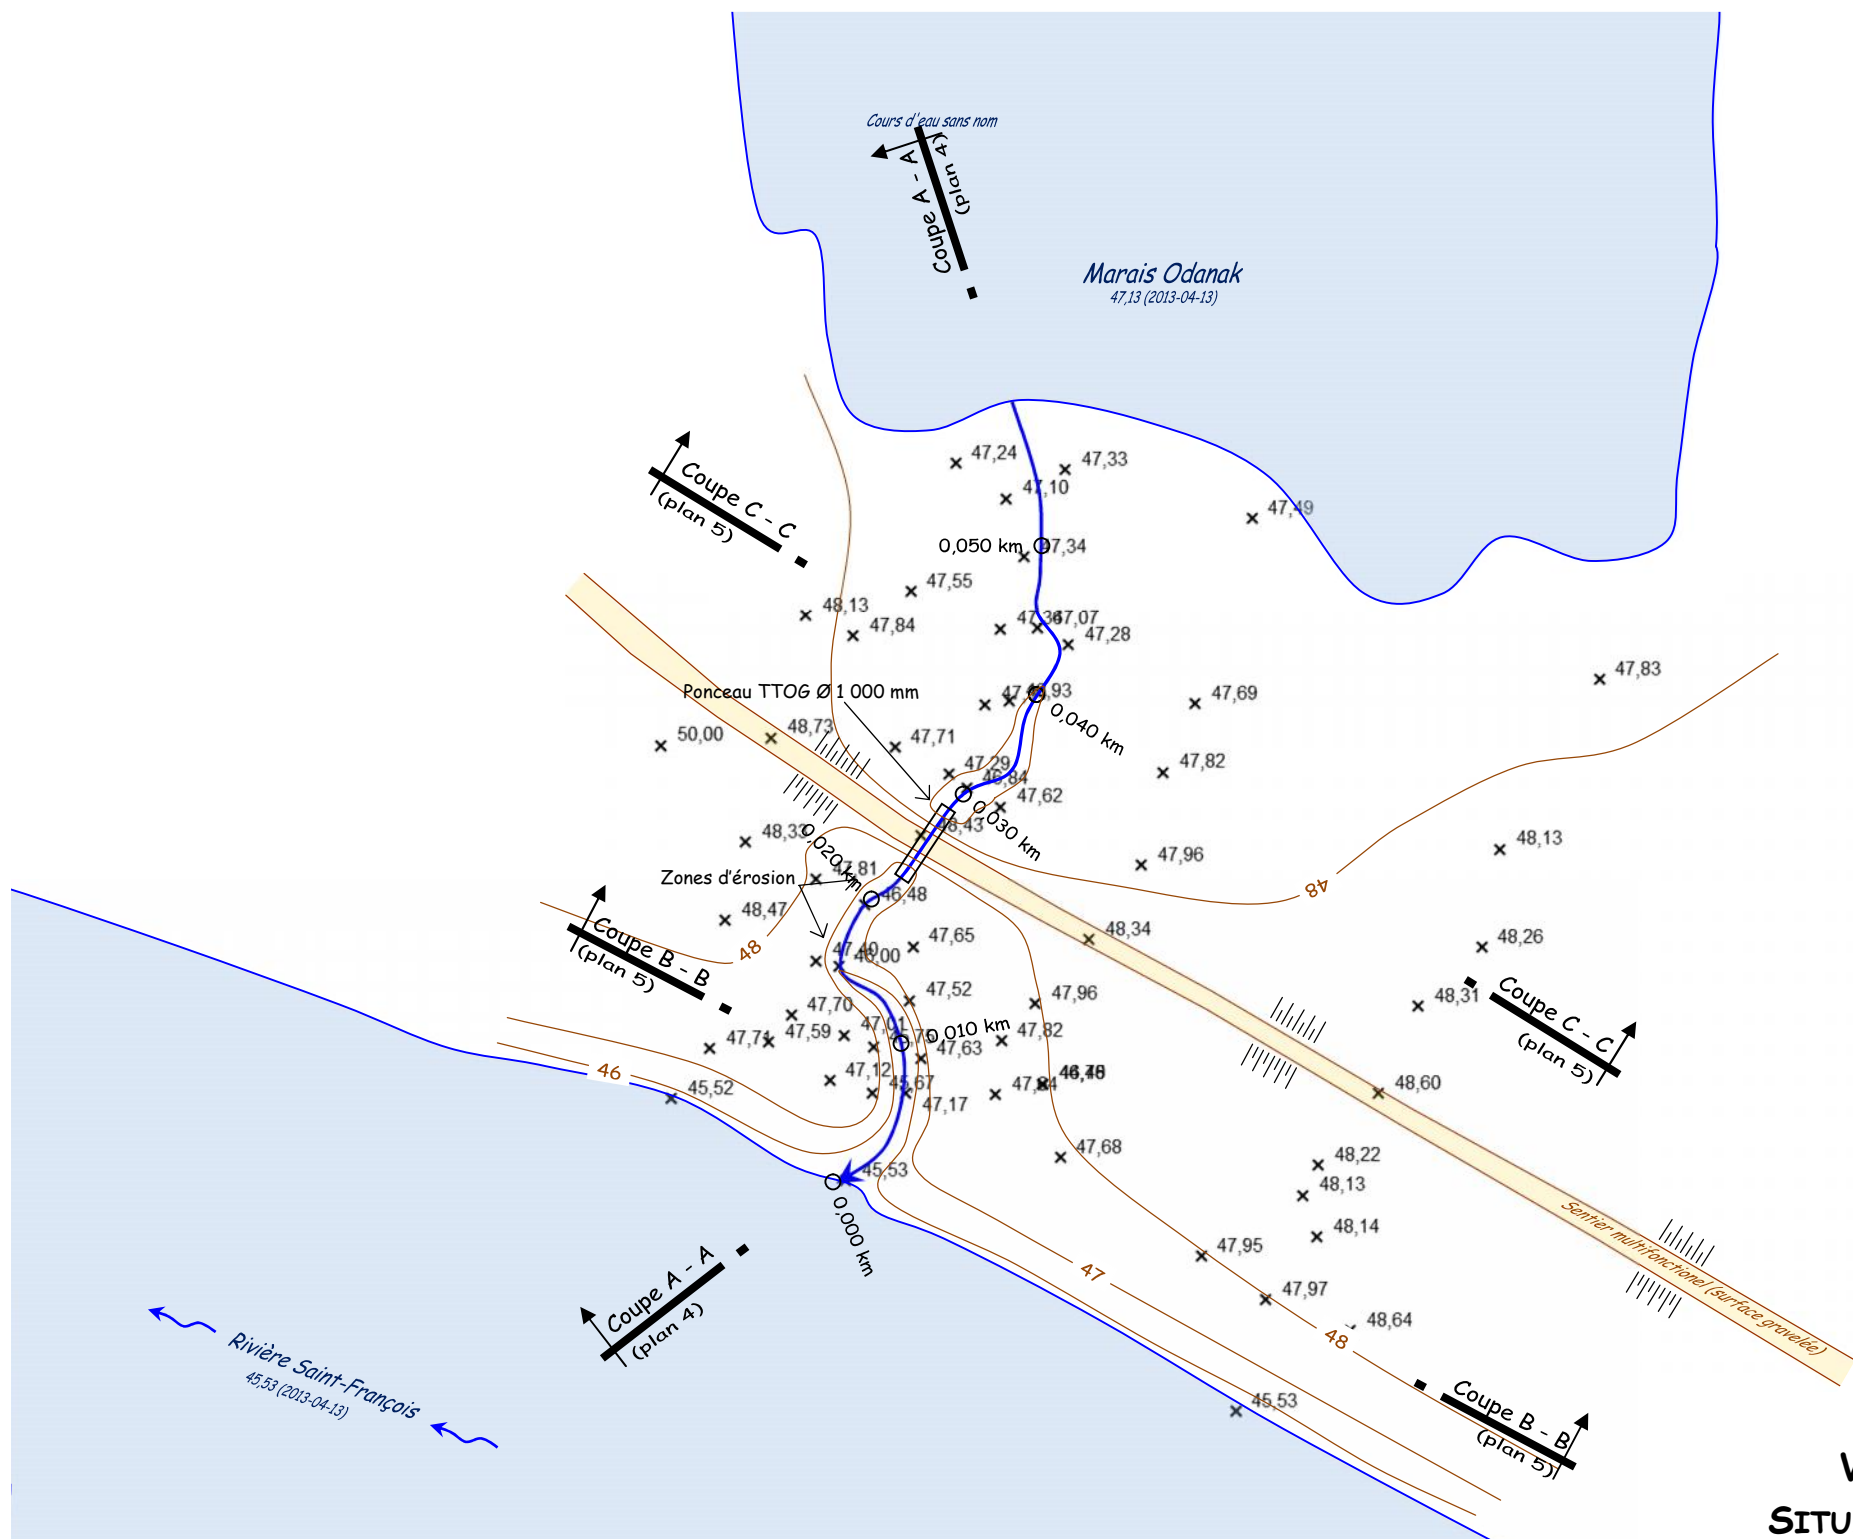 Cours d'eau sans nom
Coupe A - A
(plan 4)
Marais Odanak
47,13 (2013-04-13)
47,24
47,33
47,10
47,49
Coupe C - C
(plan 5)
0,050 km
47,34
47,55
48,13
47,84
47,07
47,28
47,83
Ponceau TTOG Ø 1 000 mm
47,69
0,040 km
50,00
48,73
47,71
47,29
46,84
47,82
47,62
0,030 km
48,43
48,33
0,020 km
47,96
48,13
47,81
Zones d'érosion
46,48
48
48,47
48
47,65
48,34
48,26
Coupe B - B
(plan 5)
47,40
46,00
47,52
47,96
48,31
Coupe C - C
(plan 5)
47,70
47,01
0,010 km
47,82
47,71
47,59
47,63
46
47,12
45,67
47,17
48,60
45,52
47,68
48,22
45,53
48,13
0,000 km
48,14
Sentier multifonctionel (surface gravelée)
47,95
47
47,97
48,64
48
Coupe A - A
(plan 4)
Rivière Saint-François
45,53 (2013-04-13)
45,53
Coupe B - B
(plan 5)
V
SITU